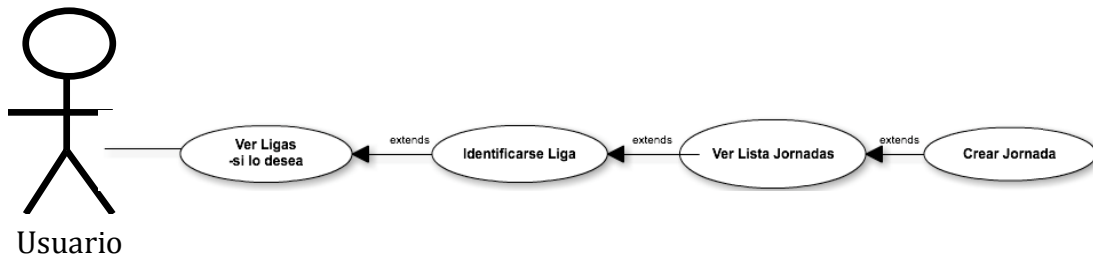 Ver Ligas
-si lo desea
extends
Identificarse Liga
extends
Ver Lista Jornadas
extends
Crear Jornada
Usuario